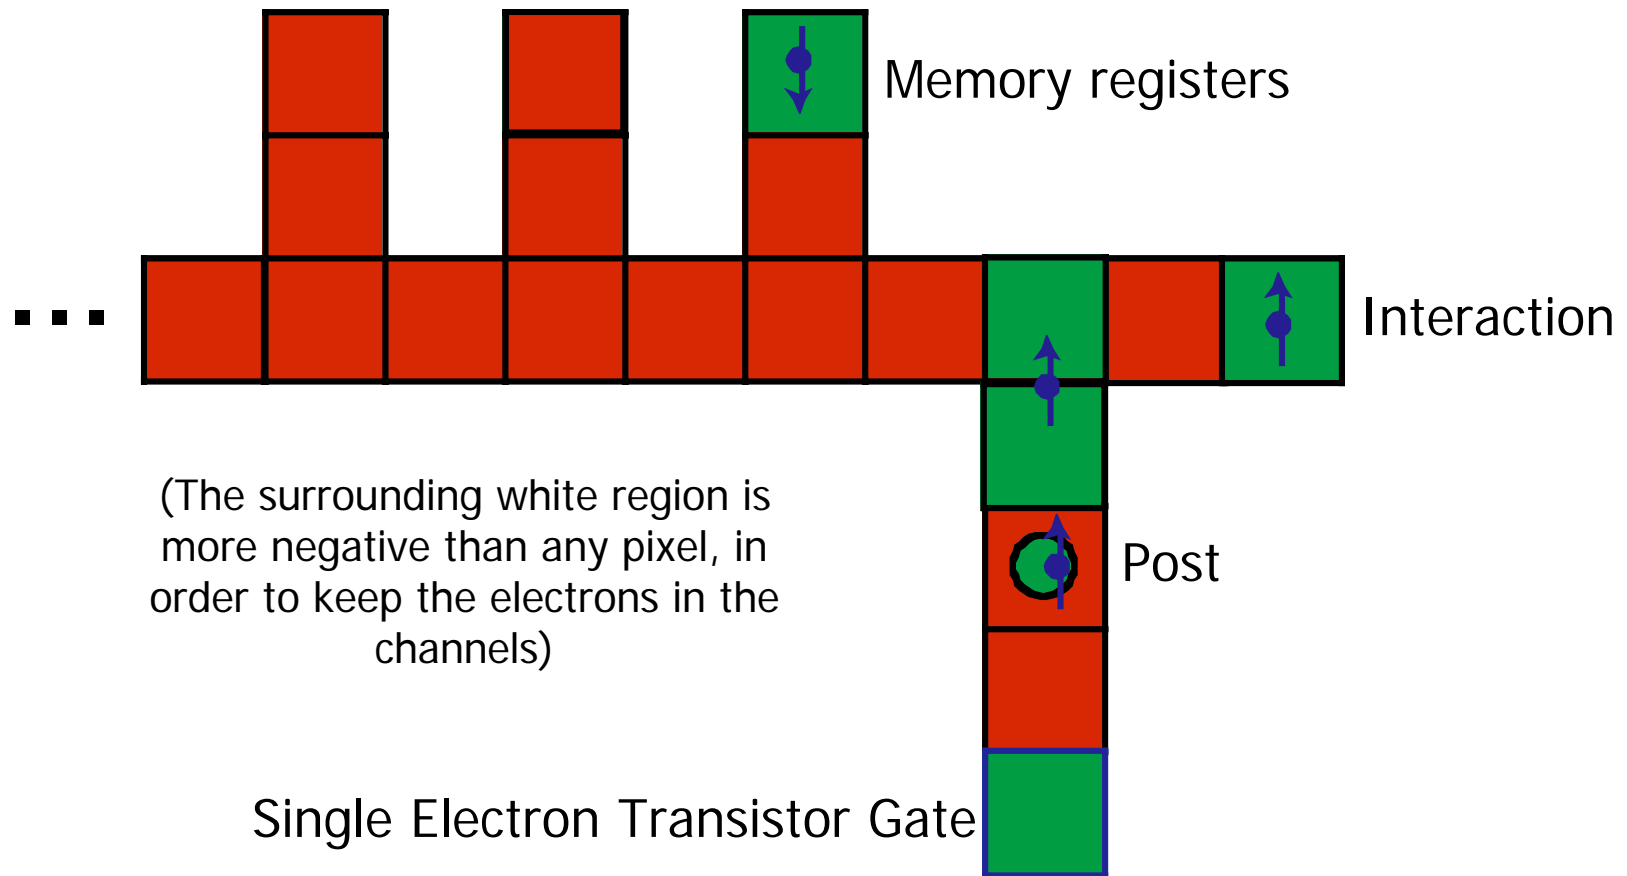 Memory registers
Interaction
(The surrounding white region is
more negative than any pixel, in
order to keep the electrons in the
channels)
Post
Single Electron Transistor Gate